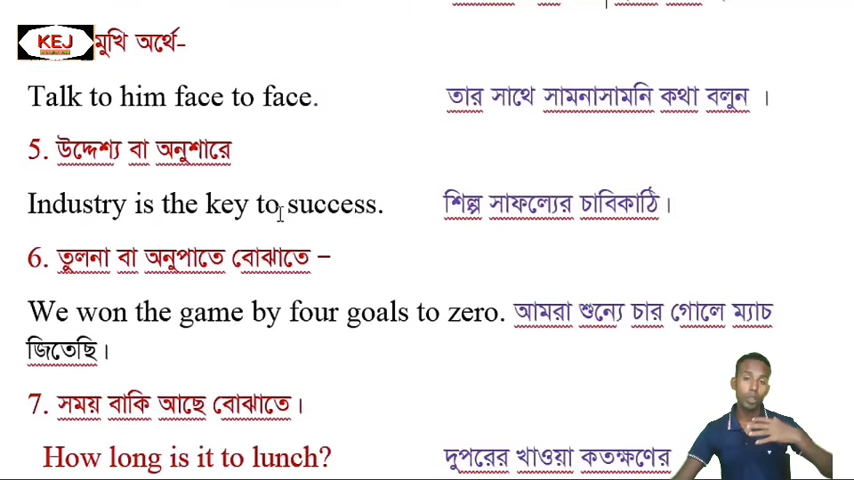 KEJ মুখি অর্থে-
Talk to him face to face. তার সাথে সামনাসামনি কথা বলুন ।
5. উদ্দেশ্য বা অনুশারে
Industry is the key to success. শিল্প সাফল্যের চাবিকাঠি।
6. তুলনা বা অনুপাতে বোঝাতে –
We won the game by four goals to zero. আমরা শুন্যে চার গোলে ম্যাচ
জিতেছি।
7. সময় বাকি আছে বোঝাতে।
How long is it to lunch? দুপরের খাওয়া কতক্ষণের